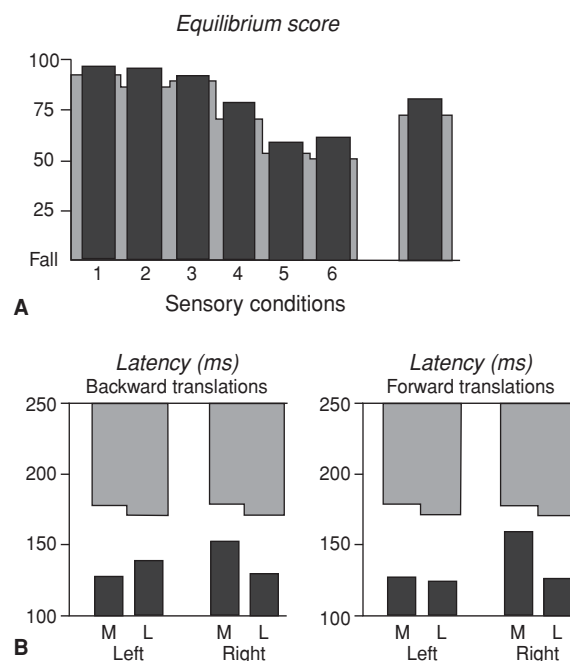 Equilibrium score
100
75
50
25
Fall
1 2 3 4 5 6
A
Sensory conditions
Latency (ms)
Backward translations
250
200
150
100
M L M L
Left Right
Latency (ms)
Forward translations
250
200
150
100
M L M L
Left Right
B